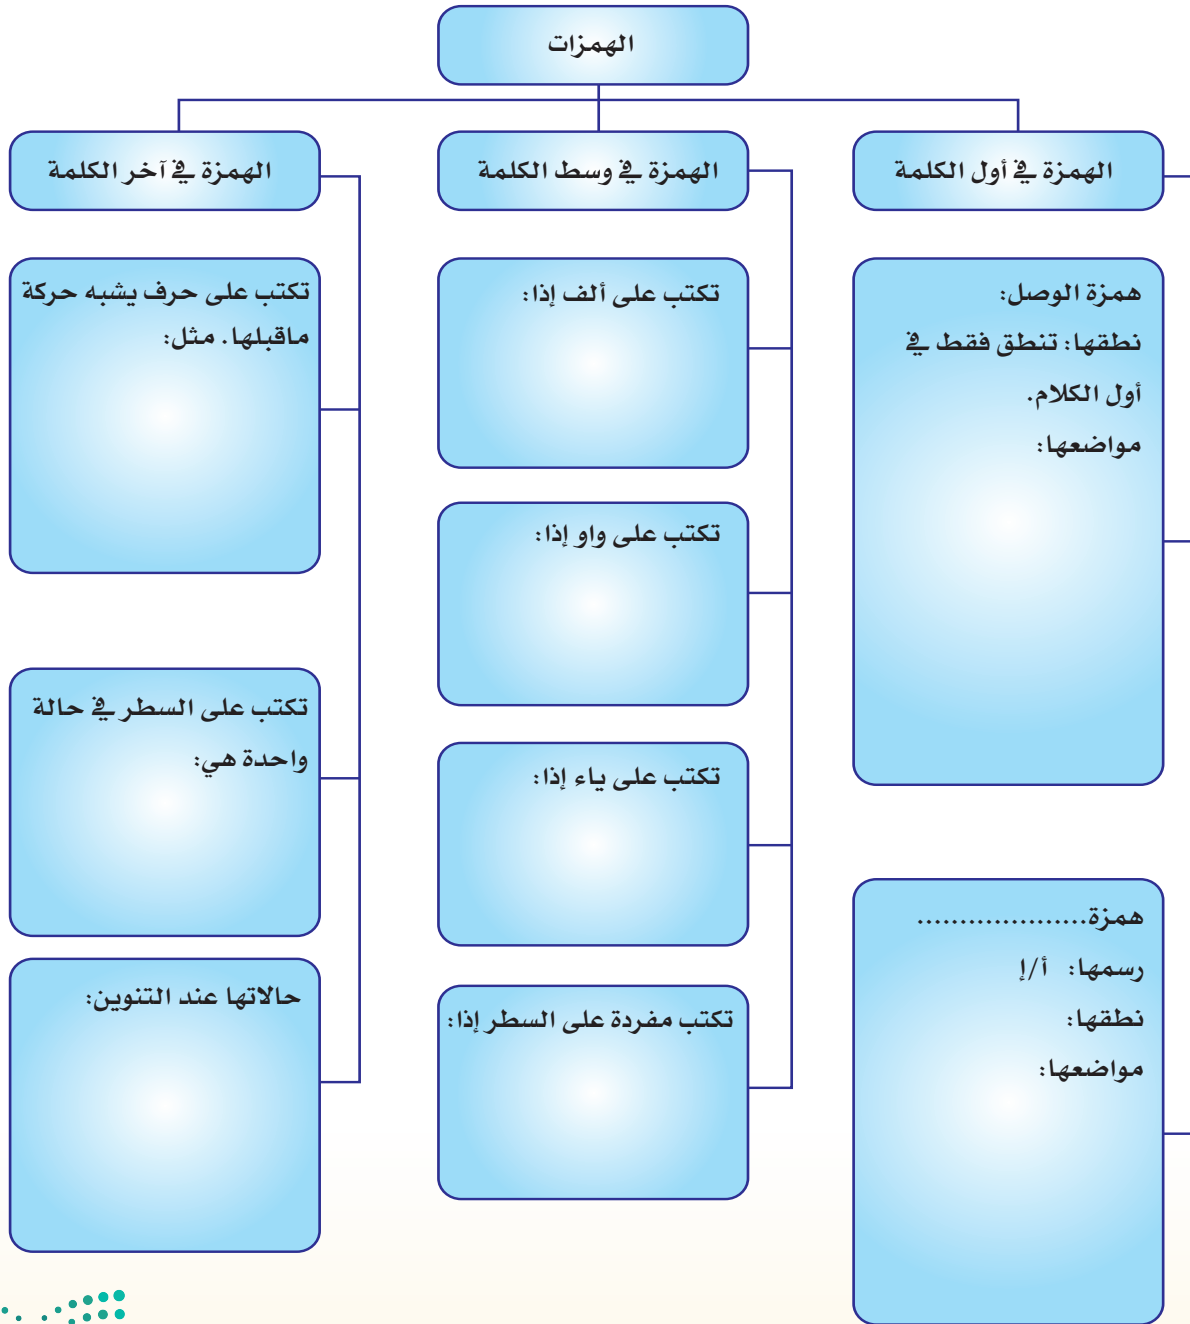 الهمزات
الهمزة في أول الكلمة
همزة الوصل:
نطقها: تنطق فقط في
أول الكلام.
مواضعها:
همزة....................
رسمها: أ/إ
نطقها:
مواضعها:
الهمزة في وسط الكلمة
تكتب على ألف إذا:
تكتب على واو إذا:
تكتب على ياء إذا:
تكتب مفردة على السطر إذا:
الهمزة في آخر الكلمة
تكتب على حرف يشبه حركة
ماقبلها. مثل:
تكتب على السطر في حالة
واحدة هي:
حالاتها عند التنوين: